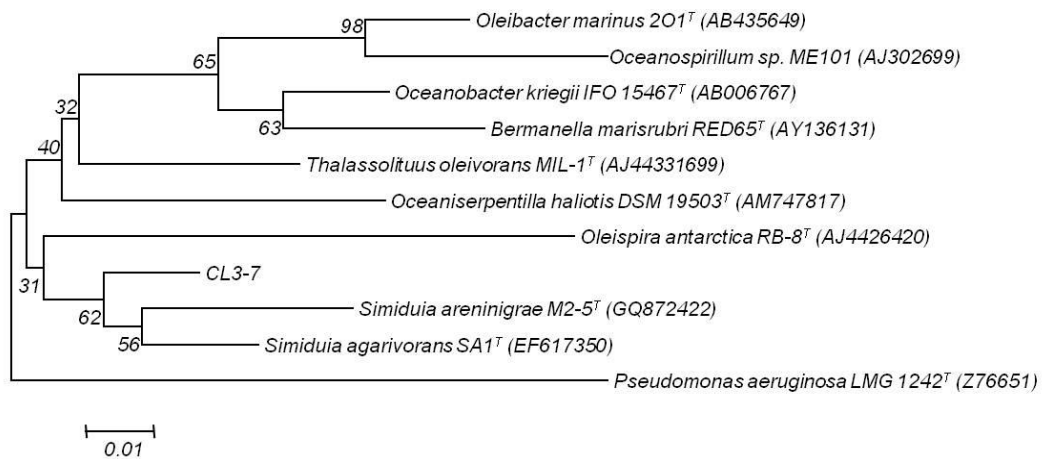 98
Oleibacter marinus 2O1ᵀ (AB435649)
65
Oceanospirillum sp. ME101 (AJ302699)
Oceanobacter kriegii IFO 15467ᵀ (AB006767)
32
63
Bermanella marisrubri RED65ᵀ (AY136131)
40
Thalassolituus oleivorans MIL-1ᵀ (AJ44331699)
Oceaniserpentilla haliotis DSM 19503ᵀ (AM747817)
Oleispira antarctica RB-8ᵀ (AJ4426420)
31
CL3-7
62
Simiduia areninigrae M2-5ᵀ (GQ872422)
56
Simiduia agarivorans SA1ᵀ (EF617350)
Pseudomonas aeruginosa LMG 1242ᵀ (Z76651)
0.01